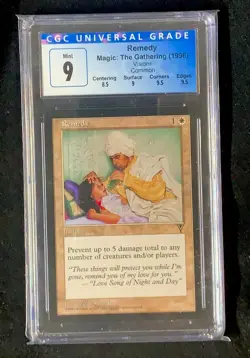 CGC UNIVERSAL GRADE
Mint
9
Remedy
Magic: The Gathering (1996)
Visions
Common
Centering Surface Corners Edges
8.5 9 9.5 9.5
Remedy 1
Prevent up to 5 damage total to any
number of creatures and/or players.
"These things will protect you while I'm
gone, remind you of my love for you."
— "Love Song of Night and Day"